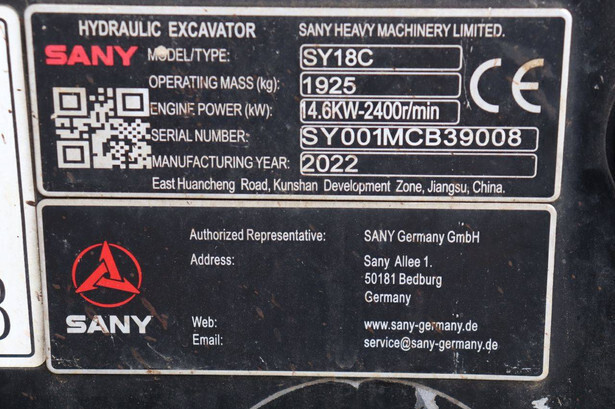 HYDRAULIC EXCAVATOR SANY HEAVY MACHINERY LIMITED.
SANY MODEL/TYPE: SY18C
OPERATING MASS (kg): 1925
ENGINE POWER (kW): 14.6KW-2400r/min
CE
SERIAL NUMBER: SY001MCB39008
MANUFACTURING YEAR: 2022
East Huancheng Road, Kunshan Development Zone, Jiangsu, China.
Authorized Representative: SANY Germany GmbH
Address: Sany Allee 1.
50181 Bedburg
Germany
SANY
Web: www.sany-germany.de
Email: service@sany-germany.de